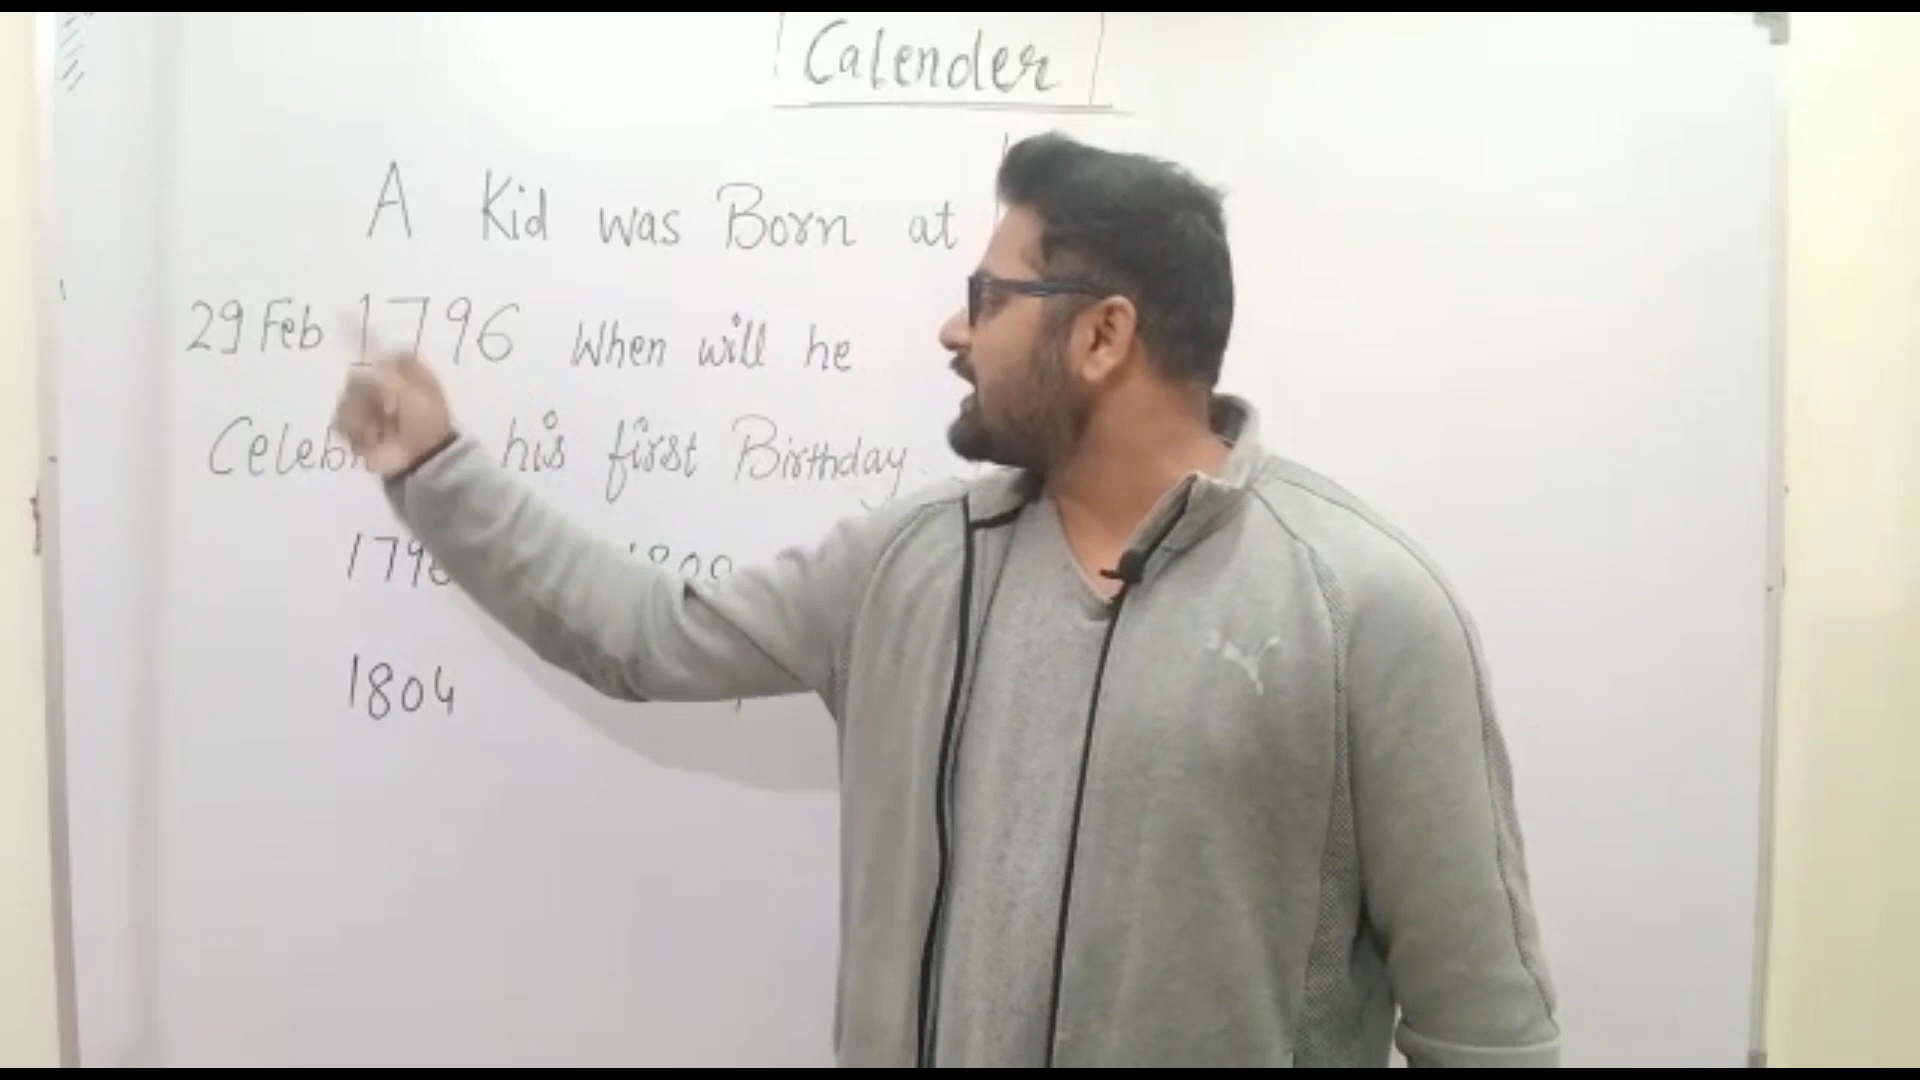 Calender
A Kid was Born at
29 Feb 1796 When will he
his first Birthday
1804